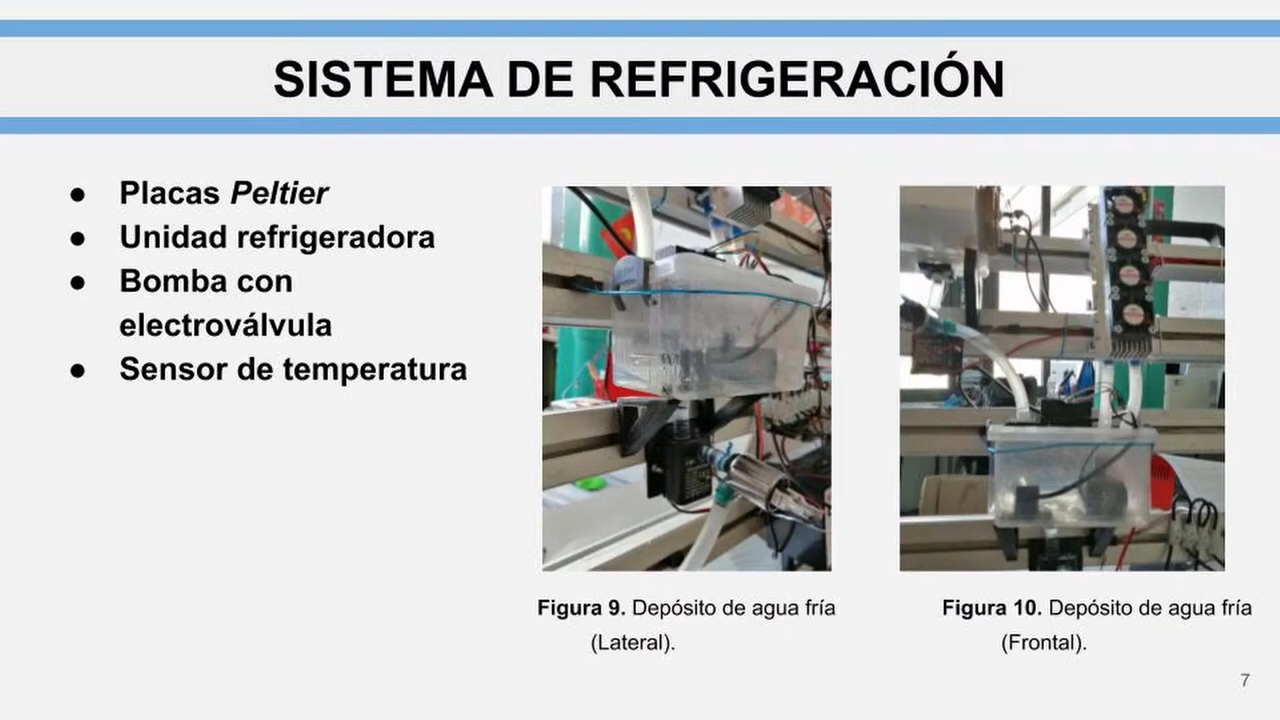 SISTEMA DE REFRIGERACIÓN
● Placas Peltier
● Unidad refrigeradora
● Bomba con
electroválvula
● Sensor de temperatura
Figura 9. Depósito de agua fría
(Lateral).
Figura 10. Depósito de agua fría
(Frontal).
7